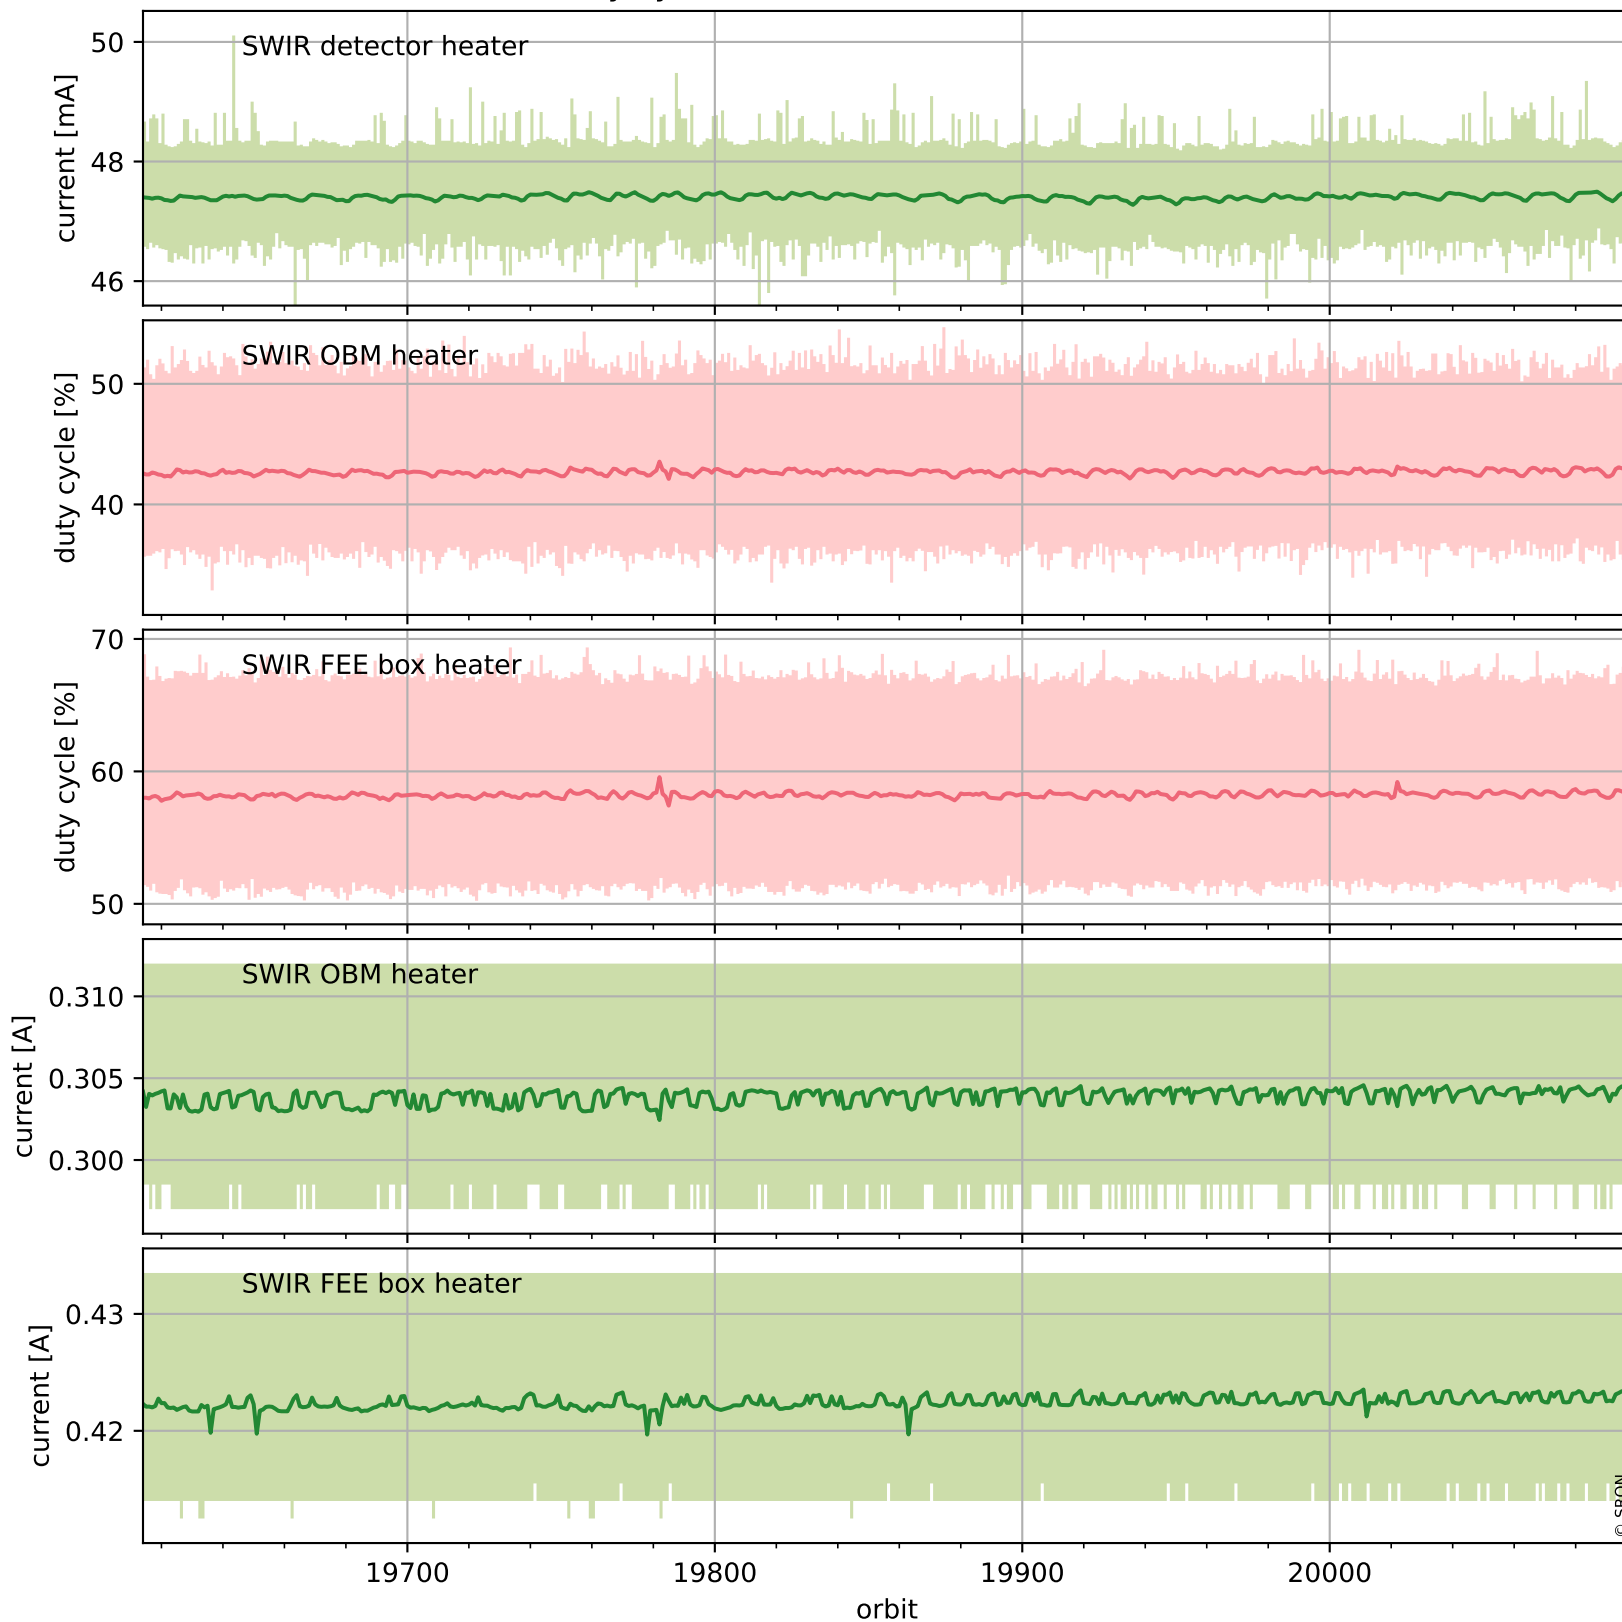 SWIR detector heater
current [mA]
50
48
46
SWIR OBM heater
duty cycle [%]
50
40
SWIR FEE box heater
duty cycle [%]
70
60
50
SWIR OBM heater
current [A]
0.310
0.305
0.300
SWIR FEE box heater
current [A]
0.43
0.42
19700 19800 19900 20000
orbit
© SRON